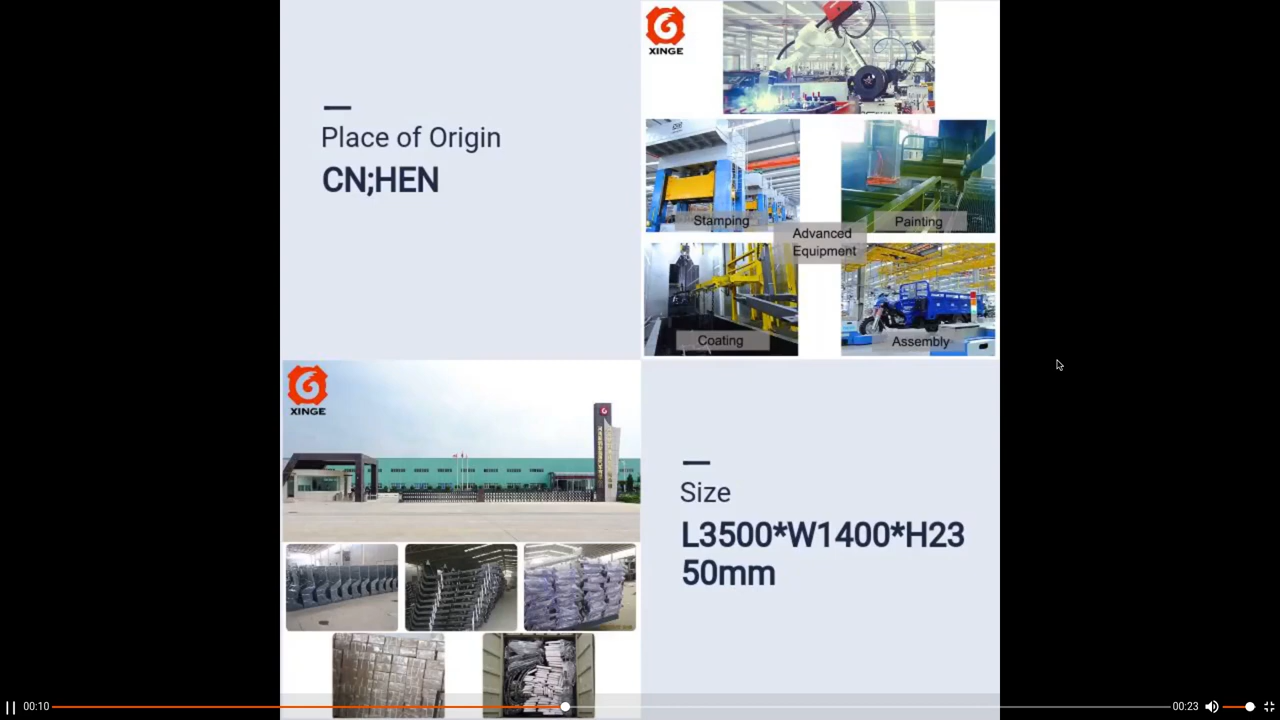 Place of Origin
CN;HEN
XINGE
Stamping
Painting
Advanced
Equipment
Coating
Assembly
XINGE
Size
L3500*W1400*H23
50mm
00:10
00:23